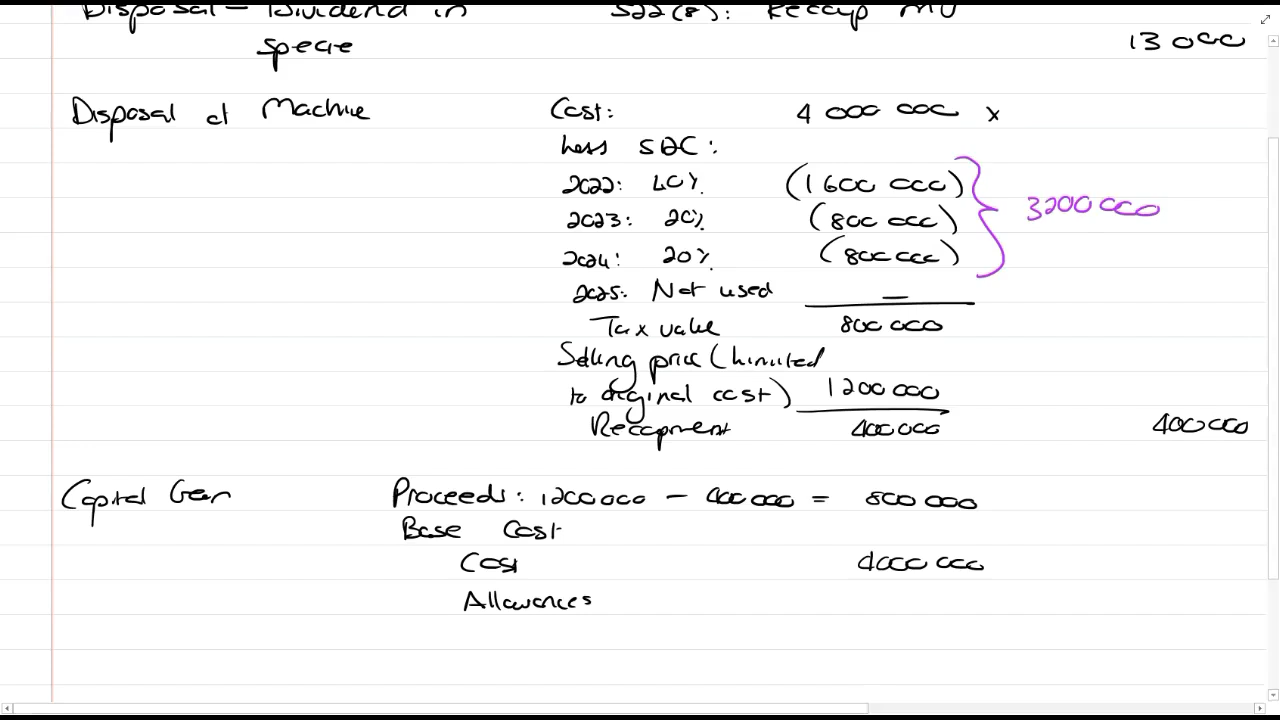 Disposal - Dividend in S22(8): Recoup MV
specie 13 000
Disposal of Machine Cost: 4 000 000 x
Less S12C:
2022: 40% (1 600 000)
2023: 20% (800 000) 3200 000
2024: 20% (800 000)
2025: Not used —
Tax value 800 000
Selling price (limited
to original cost) 1 200 000
Recoupment 400 000 400 000
Capital Gain Proceeds: 1200 000 - 400 000 = 800 000
Base Cost
Cost 4000 000
Allowances